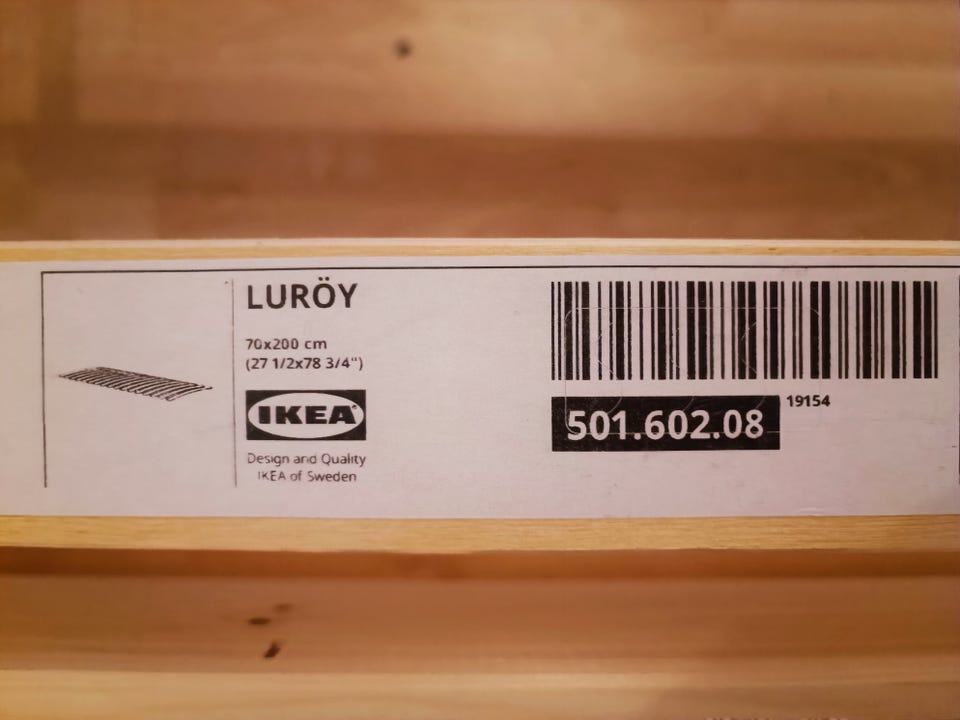 LURÖY
70x200 cm
(27 1/2x78 3/4")
IKEA®
Design and Quality
IKEA of Sweden
19154
501.602.08